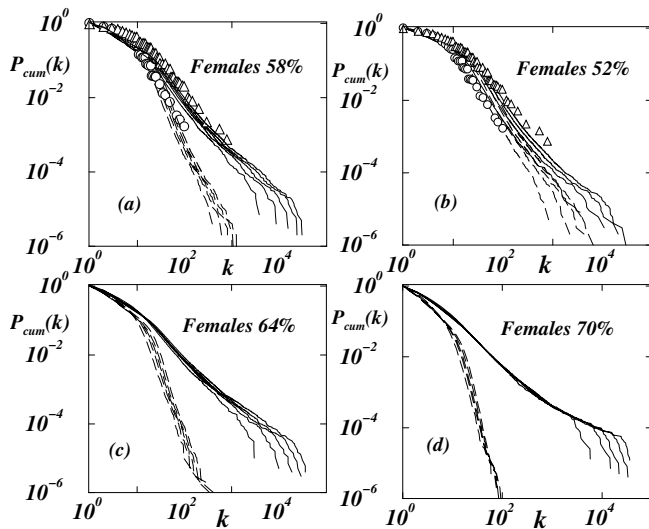 10^0
P_cum(k)
10^-2
10^-4
10^-6
Females 58%
(a)
10^0 10^2 k 10^4
10^0
P_cum(k)
10^-2
10^-4
10^-6
Females 52%
(b)
10^0 10^2 k 10^4
10^0
P_cum(k)
10^-2
10^-4
10^-6
Females 64%
(c)
10^0 10^2 k 10^4
10^0
P_cum(k)
10^-2
10^-4
10^-6
Females 70%
(d)
10^0 10^2 k 10^4